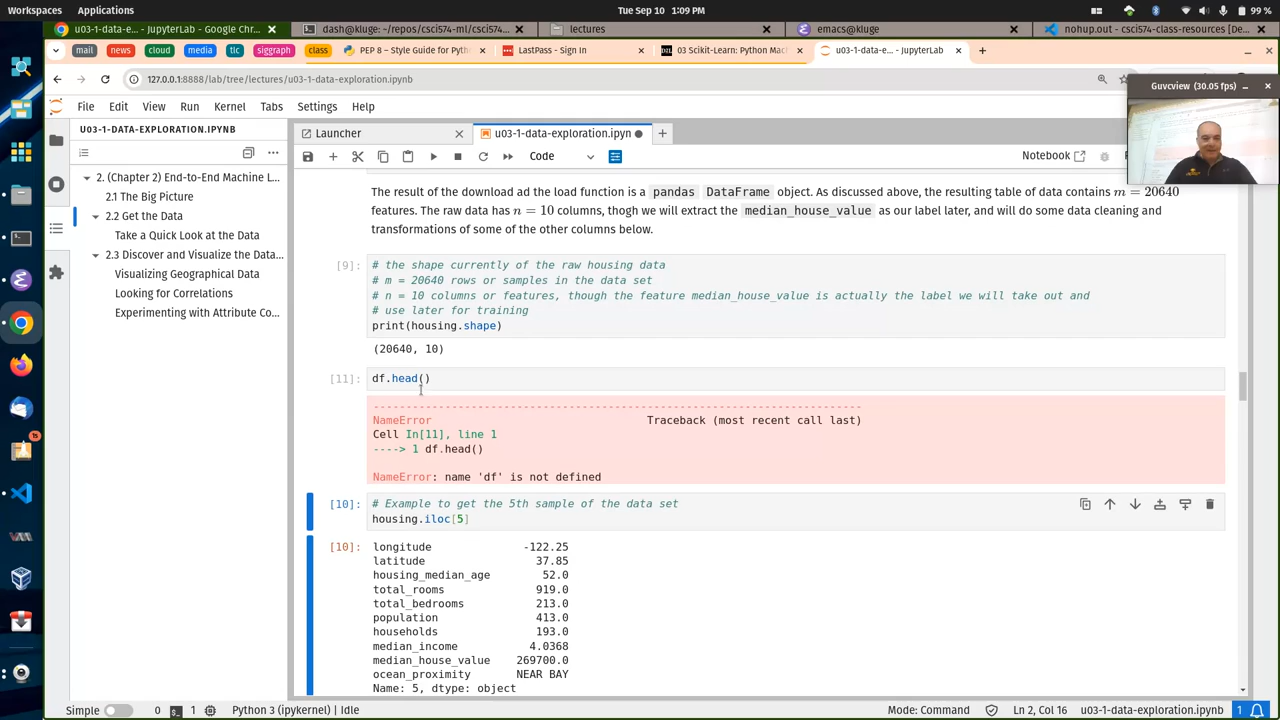 Workspaces Applications Tue Sep 10 1:09 PM 99 %
u03-1-data-e... – JupyterLab - Google Chr... dash@kluge: ~/repos/csci574-ml/csci574... lectures emacs@kluge nohup.out - csci574-class-resources [De...
mail news cloud media tlc siggraph class PEP 8 – Style Guide for Pyth LastPass - Sign In 03 Scikit-Learn: Python Mac u03-1-data-e... - JupyterLab
127.0.0.1:8888/lab/tree/lectures/u03-1-data-exploration.ipynb
Guvcview (30.05 fps)
File Edit View Run Kernel Tabs Settings Help
U03-1-DATA-EXPLORATION.IPYNB
Launcher u03-1-data-exploration.ipyn
Code Notebook
2. (Chapter 2) End-to-End Machine L...
2.1 The Big Picture
2.2 Get the Data
Take a Quick Look at the Data
2.3 Discover and Visualize the Data...
Visualizing Geographical Data
Looking for Correlations
Experimenting with Attribute Co...
The result of the download ad the load function is a pandas DataFrame object. As discussed above, the resulting table of data contains m = 20640
features. The raw data has n = 10 columns, thogh we will extract the median_house_value as our label later, and will do some data cleaning and
transformations of some of the other columns below.
[9]: # the shape currently of the raw housing data
# m = 20640 rows or samples in the data set
# n = 10 columns or features, though the feature median_house_value is actually the label we will take out and
# use later for training
print(housing.shape)
(20640, 10)
[11]: df.head()
---------------------------------------------------------------------------
NameError Traceback (most recent call last)
Cell In[11], line 1
----> 1 df.head()
NameError: name 'df' is not defined
[10]: # Example to get the 5th sample of the data set
housing.iloc[5]
[10]: longitude -122.25
latitude 37.85
housing_median_age 52.0
total_rooms 919.0
total_bedrooms 213.0
population 413.0
households 193.0
median_income 4.0368
median_house_value 269700.0
ocean_proximity NEAR BAY
Name: 5, dtype: object
15
Simple 0 1 Python 3 (ipykernel) | Idle Mode: Command Ln 2, Col 16 u03-1-data-exploration.ipynb 1